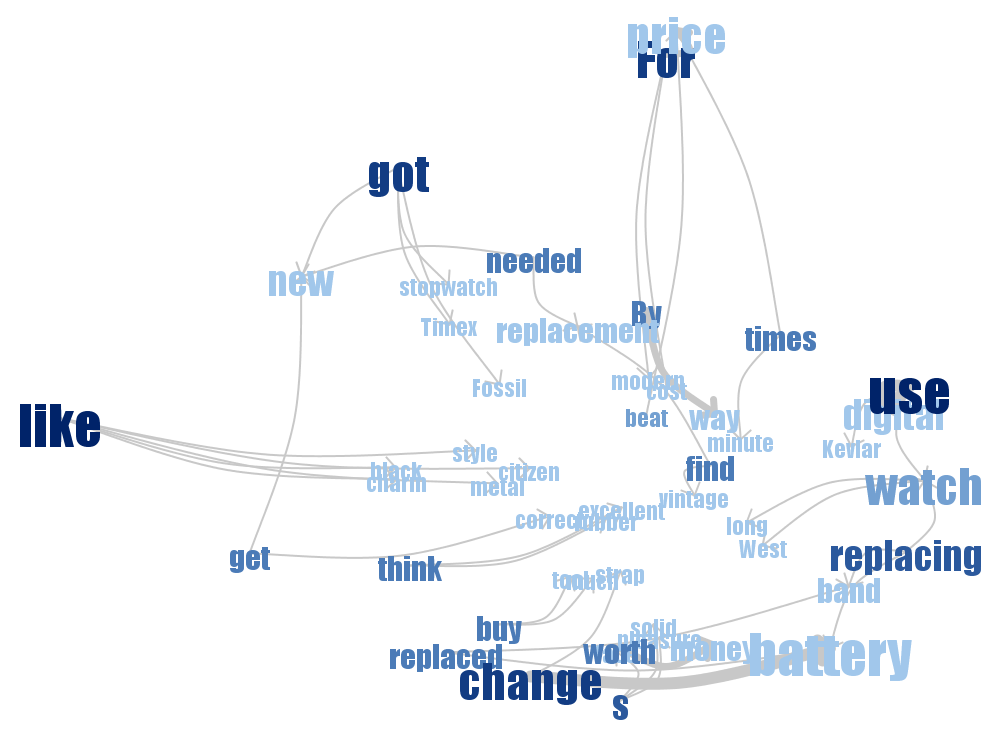 price
For
got
needed
new
stopwatch
By
Timex
replacement
times
modern
Fossil
cost
use
like
beat
way
digital
minute
Kevlar
style
black
citizen
find
charm
metal
watch
vintage
excellent
correct
rubber
long
West
get
think
replacing
touch
strap
band
buy
solid
pleasure
replaced
worth
money
battery
change
s